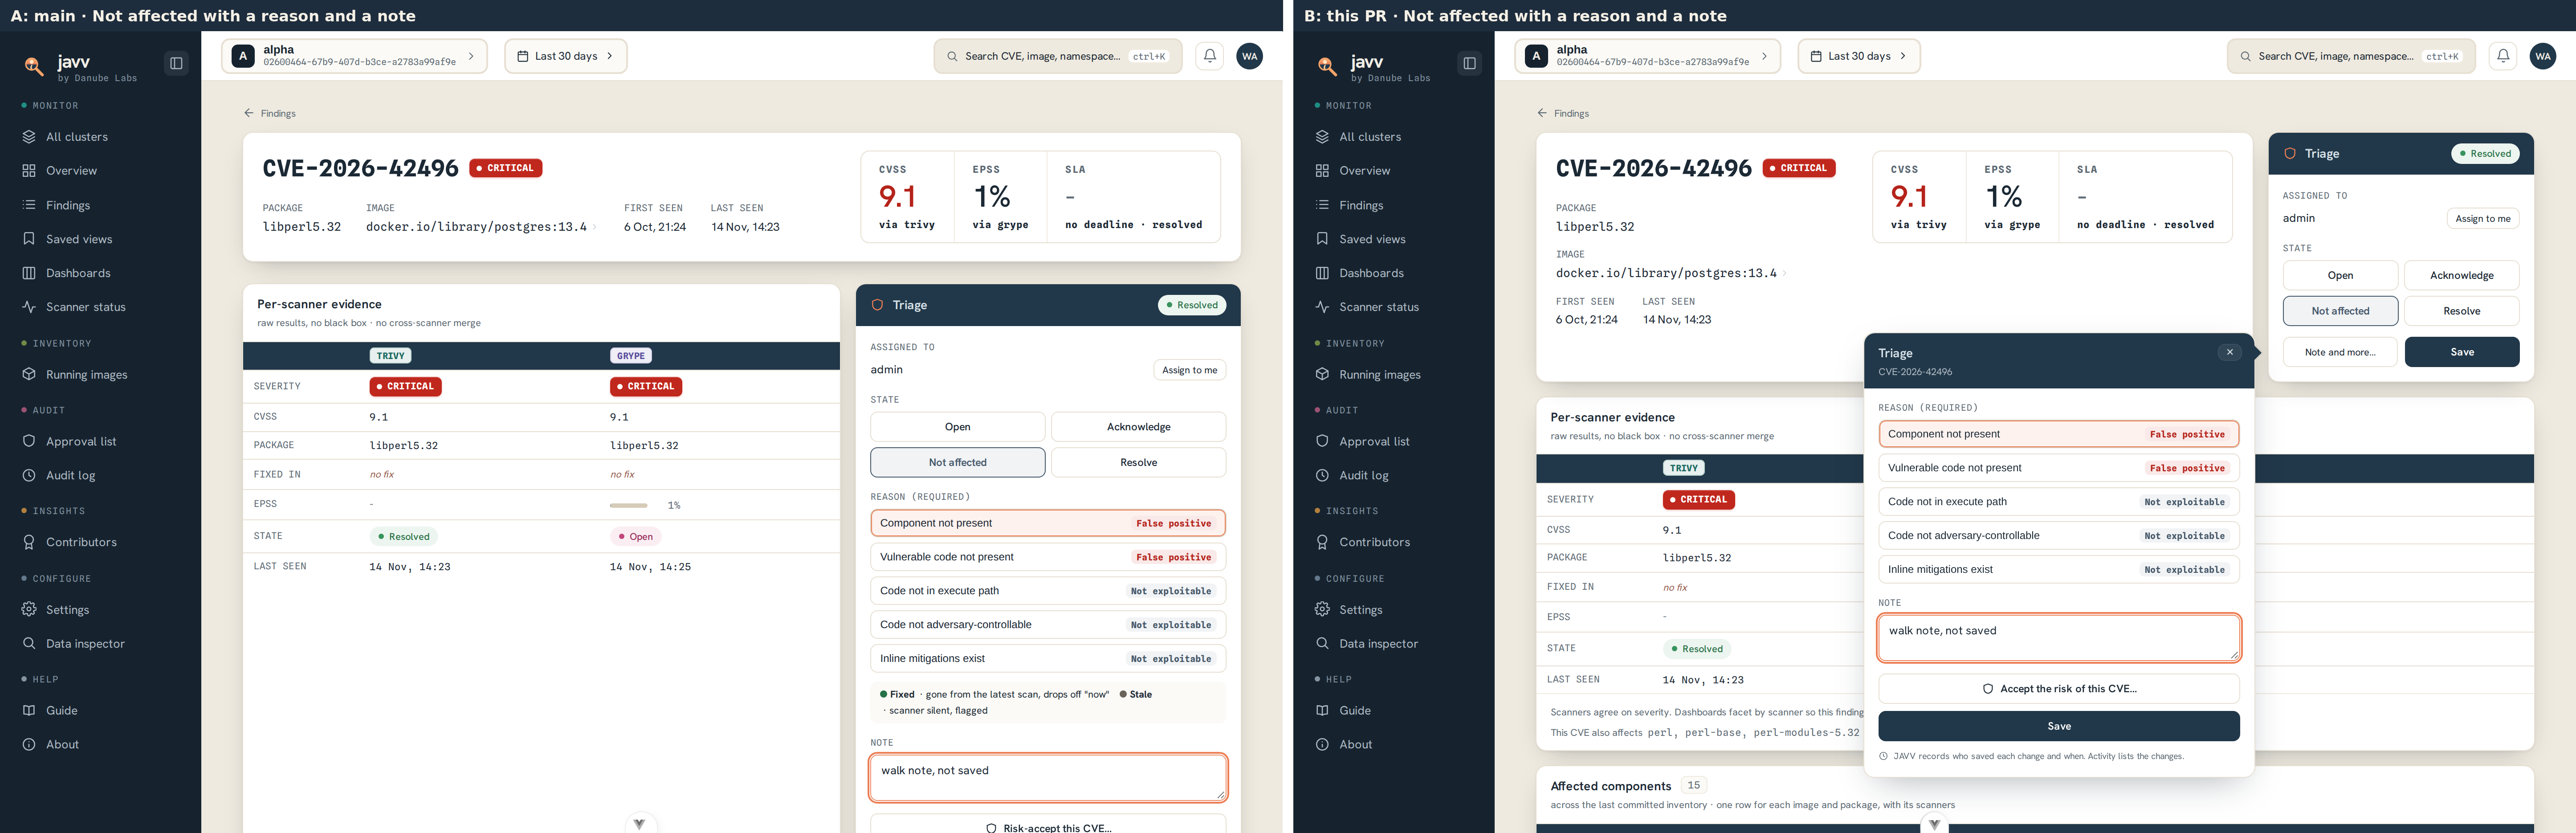 A: main · Not affected with a reason and a note
javv
by Danube Labs
MONITOR
All clusters
Overview
Findings
Saved views
Dashboards
Scanner status
INVENTORY
Running images
AUDIT
Approval list
Audit log
INSIGHTS
Contributors
CONFIGURE
Settings
Data inspector
HELP
Guide
About
A
alpha
02600464-67b9-407d-b3ce-a2783a99af9e
Last 30 days
Search CVE, image, namespace...
ctrl+K
WA
Findings
CVE-2026-42496
CRITICAL
PACKAGE
libperl5.32
IMAGE
docker.io/library/postgres:13.4
FIRST SEEN
6 Oct, 21:24
LAST SEEN
14 Nov, 14:23
CVSS
9.1
via trivy
EPSS
1%
via grype
SLA
-
no deadline · resolved
Per-scanner evidence
raw results, no black box · no cross-scanner merge
TRIVY GRYPE
SEVERITY CRITICAL CRITICAL
CVSS 9.1 9.1
PACKAGE libperl5.32 libperl5.32
FIXED IN no fix no fix
EPSS - 1%
STATE Resolved Open
LAST SEEN 14 Nov, 14:23 14 Nov, 14:25
Triage
Resolved
ASSIGNED TO
admin
Assign to me
STATE
Open
Acknowledge
Not affected
Resolve
REASON (REQUIRED)
Component not present False positive
Vulnerable code not present False positive
Code not in execute path Not exploitable
Code not adversary-controllable Not exploitable
Inline mitigations exist Not exploitable
Fixed · gone from the latest scan, drops off "now" Stale
· scanner silent, flagged
NOTE
walk note, not saved
Risk-accept this CVE...
B: this PR · Not affected with a reason and a note
javv
by Danube Labs
MONITOR
All clusters
Overview
Findings
Saved views
Dashboards
Scanner status
INVENTORY
Running images
AUDIT
Approval list
Audit log
INSIGHTS
Contributors
CONFIGURE
Settings
Data inspector
HELP
Guide
About
A
alpha
02600464-67b9-407d-b3ce-a2783a99af9e
Last 30 days
Search CVE, image, namespace...
ctrl+K
WA
Findings
CVE-2026-42496
CRITICAL
PACKAGE
libperl5.32
IMAGE
docker.io/library/postgres:13.4
FIRST SEEN
6 Oct, 21:24
LAST SEEN
14 Nov, 14:23
CVSS
9.1
via trivy
EPSS
1%
via grype
SLA
-
no deadline · resolved
Triage
Resolved
ASSIGNED TO
admin
Assign to me
STATE
Open
Acknowledge
Not affected
Resolve
Note and more...
Save
Per-scanner evidence
raw results, no black box · no cross-scanner merge
TRIVY
SEVERITY CRITICAL
CVSS 9.1
PACKAGE libperl5.32
FIXED IN no fix
EPSS -
STATE Resolved
LAST SEEN 14 Nov, 14:23
Scanners agree on severity. Dashboards facet by scanner so this finding
This CVE also affects perl, perl-base, perl-modules-5.32
Triage
CVE-2026-42496
REASON (REQUIRED)
Component not present False positive
Vulnerable code not present False positive
Code not in execute path Not exploitable
Code not adversary-controllable Not exploitable
Inline mitigations exist Not exploitable
NOTE
walk note, not saved
Accept the risk of this CVE...
Save
JAVV records who saved each change and when. Activity lists the changes.
Affected components 15
across the last committed inventory · one row for each image and package, with its scanners